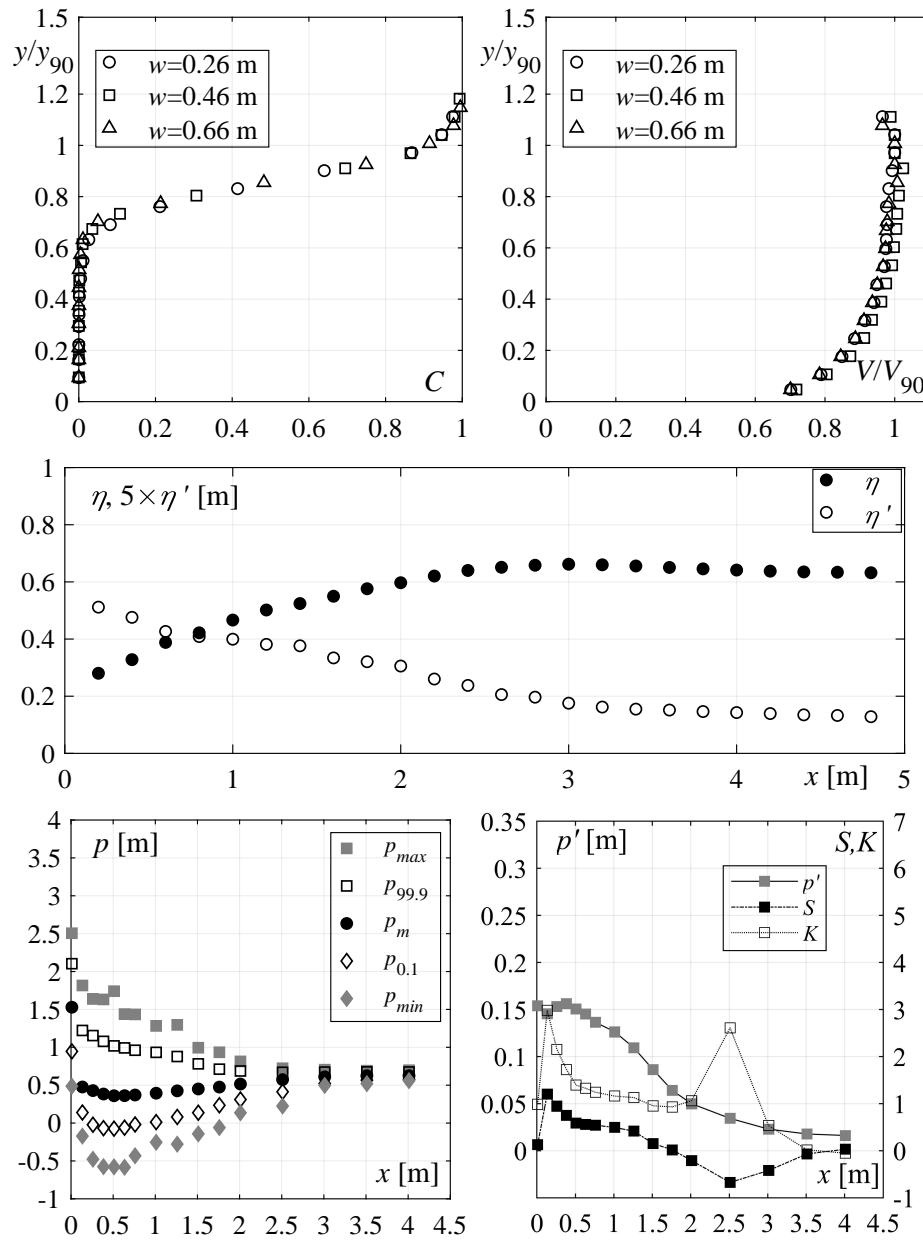 1.5
y/y90
1.2
1
0.8
0.6
0.4
0.2
0
w=0.26 m
w=0.46 m
w=0.66 m
C
0 0.2 0.4 0.6 0.8 1
1.5
y/y90
1.2
1
0.8
0.6
0.4
0.2
0
w=0.26 m
w=0.46 m
w=0.66 m
V/V90
0 0.2 0.4 0.6 0.8 1
1
0.8
0.6
0.4
0.2
0
η, 5×η ' [m]
η
η '
0 1 2 3 4 x [m] 5
4
3.5
3
2.5
2
1.5
1
0.5
0
-0.5
-1
p [m]
pmax
p99.9
pm
p0.1
pmin
x [m]
0 0.5 1 1.5 2 2.5 3 3.5 4 4.5
0.35
0.3
0.25
0.2
0.15
0.1
0.05
0
p' [m]
S,K
p'
S
K
7
6
5
4
3
2
1
0
-1
x [m]
0 0.5 1 1.5 2 2.5 3 3.5 4 4.5